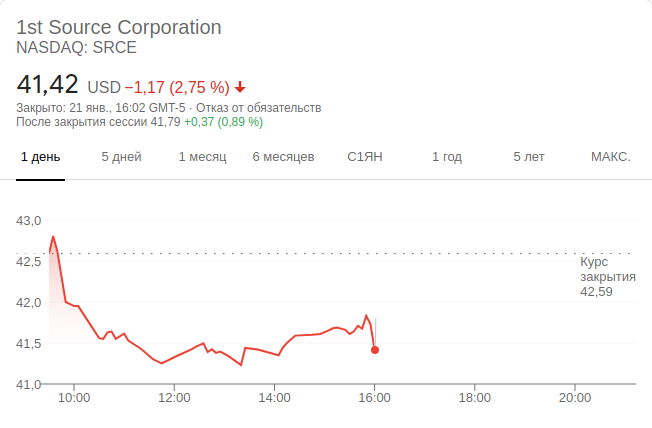 1st Source Corporation
NASDAQ: SRCE
41,42 USD −1,17 (2,75 %)
Закрыто: 21 янв., 16:02 GMT-5 · Отказ от обязательств
После закрытия сессии 41,79 +0,37 (0,89 %)
1 день 5 дней 1 месяц 6 месяцев С1ЯН 1 год 5 лет МАКС.
43,0
42,5
42,0
41,5
41,0
Курс
закрытия
42,59
10:00 12:00 14:00 16:00 18:00 20:00